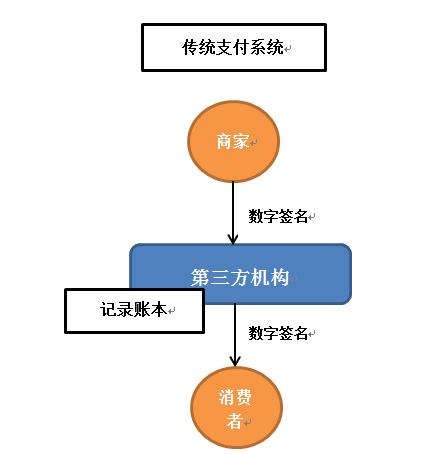 传统支付系统
商家
数字签名
第三方机构
记录账本
数字签名
消费
者